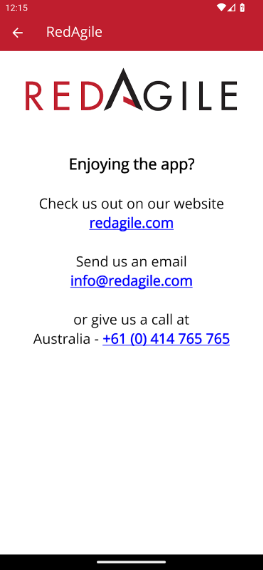 12:15
RedAgile
REDAGILE
Enjoying the app?
Check us out on our website
redagile.com
Send us an email
info@redagile.com
or give us a call at
Australia - +61 (0) 414 765 765